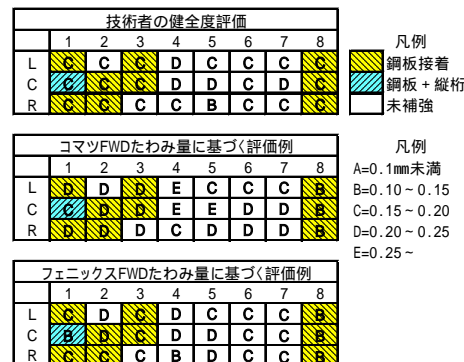 技術者の健全度評価
1 2 3 4 5 6 7 8
L C C C D C C C C
C C C C D D C D C
R C C C C B C C C
凡例
鋼板接着
鋼板+縦桁
未補強
コマツFWDたわみ量に基づく評価例
1 2 3 4 5 6 7 8
L D D D E C C C B
C C D D E E D D B
R D D D C D D D B
凡例
A=0.1mm未満
B=0.10~0.15
C=0.15~0.20
D=0.20~0.25
E=0.25~
フェニックスFWDたわみ量に基づく評価例
1 2 3 4 5 6 7 8
L C D C D C C C B
C B D C D D C C B
R C C C B D C C B